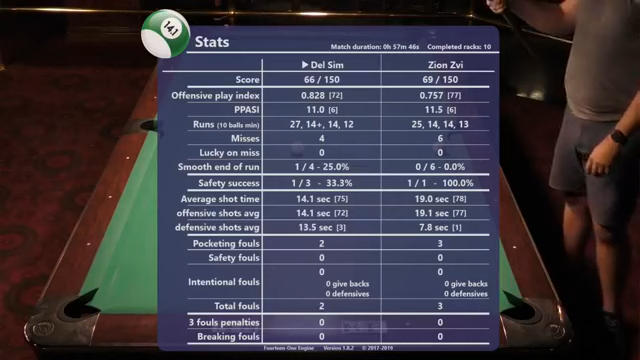 14.1
Stats
Match duration: 0h 57m 46s Completed racks: 10
Del Sim Zion Zvi
Score 66 / 150 69 / 150
Offensive play index 0.828 [72] 0.757 [77]
PPASI 11.0 [6] 11.5 [6]
Runs (10 balls min) 27, 14+, 14, 12 25, 14, 14, 13
Misses 4 6
Lucky on miss 0 0
Smooth end of run 1 / 4 - 25.0% 0 / 6 - 0.0%
Safety success 1 / 3 - 33.3% 1 / 1 - 100.0%
Average shot time 14.1 sec [75] 19.0 sec [78]
offensive shots avg 14.1 sec [72] 19.1 sec [77]
defensive shots avg 13.5 sec [3] 7.8 sec [1]
Pocketing fouls 2 3
Safety fouls 0 0
Intentional fouls 0 0
0 give backs 0 give backs
0 defensives 0 defensives
Total fouls 2 3
3 fouls penalties 0 0
Breaking fouls 0 0
Fourteen-One Engine Version 1.8.2 © 2017-2019